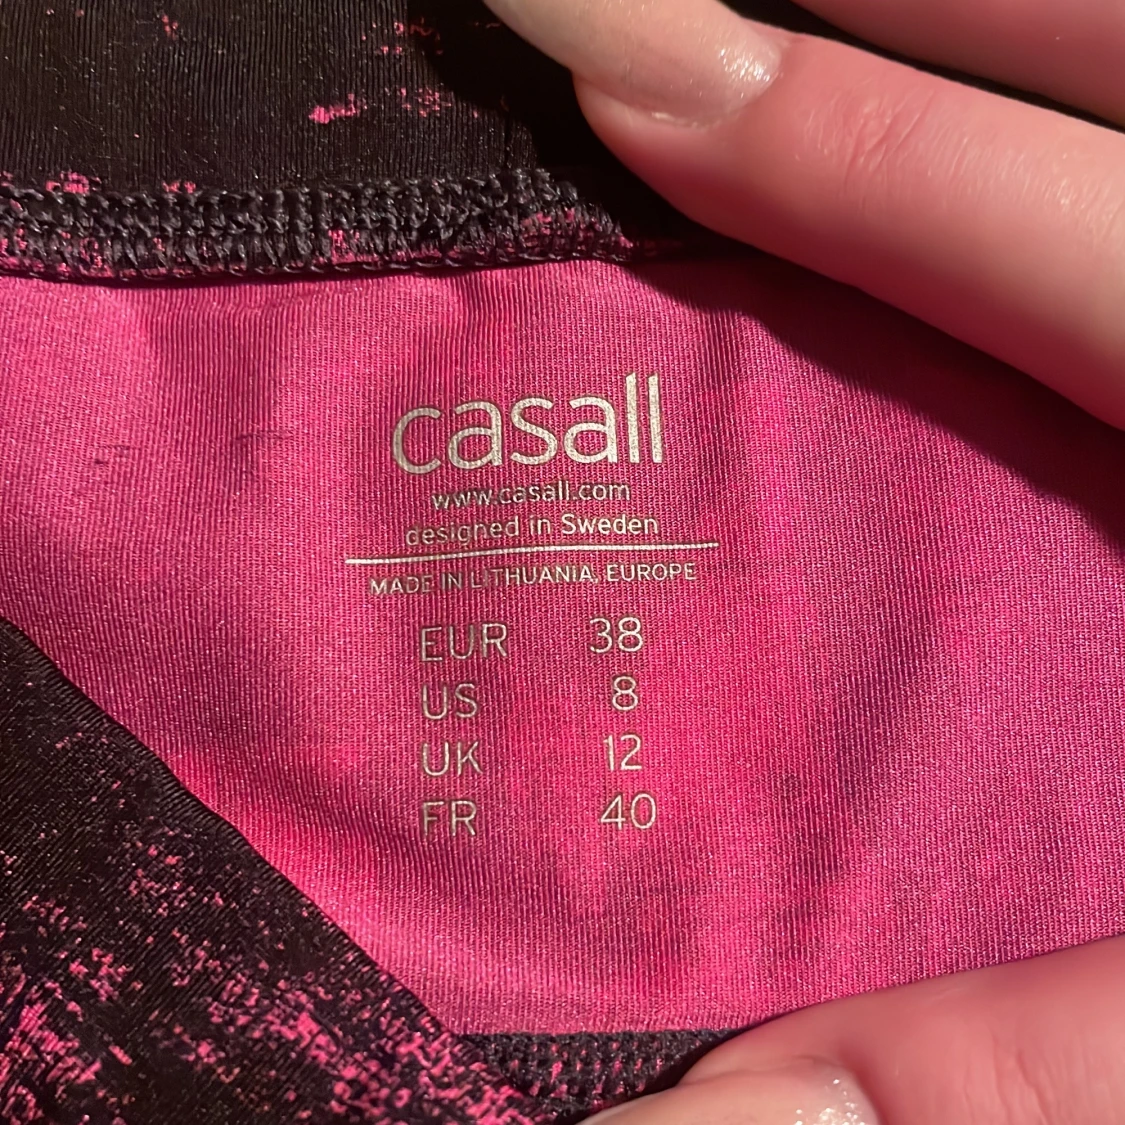 casall
www.casall.com
designed in Sweden
MADE IN LITHUANIA, EUROPE
EUR 38
US 8
UK 12
FR 40